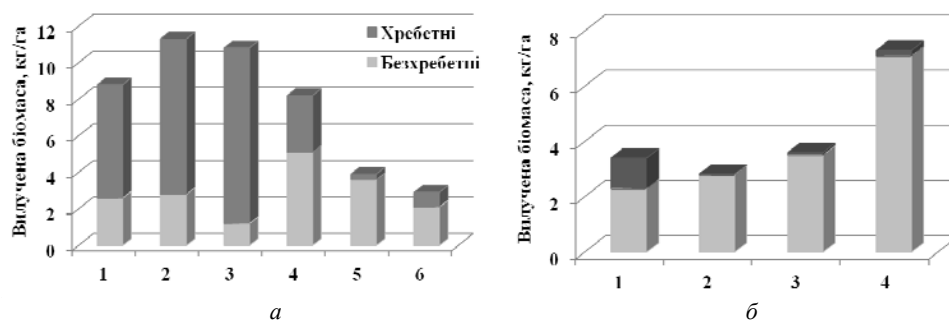 Вилучена біомаса, кг/га
12
10
8
6
4
2
0
Хребетні
Безхребетні
1 2 3 4 5 6
а
Вилучена біомаса, кг/га
8
6
4
2
0
1 2 3 4
б